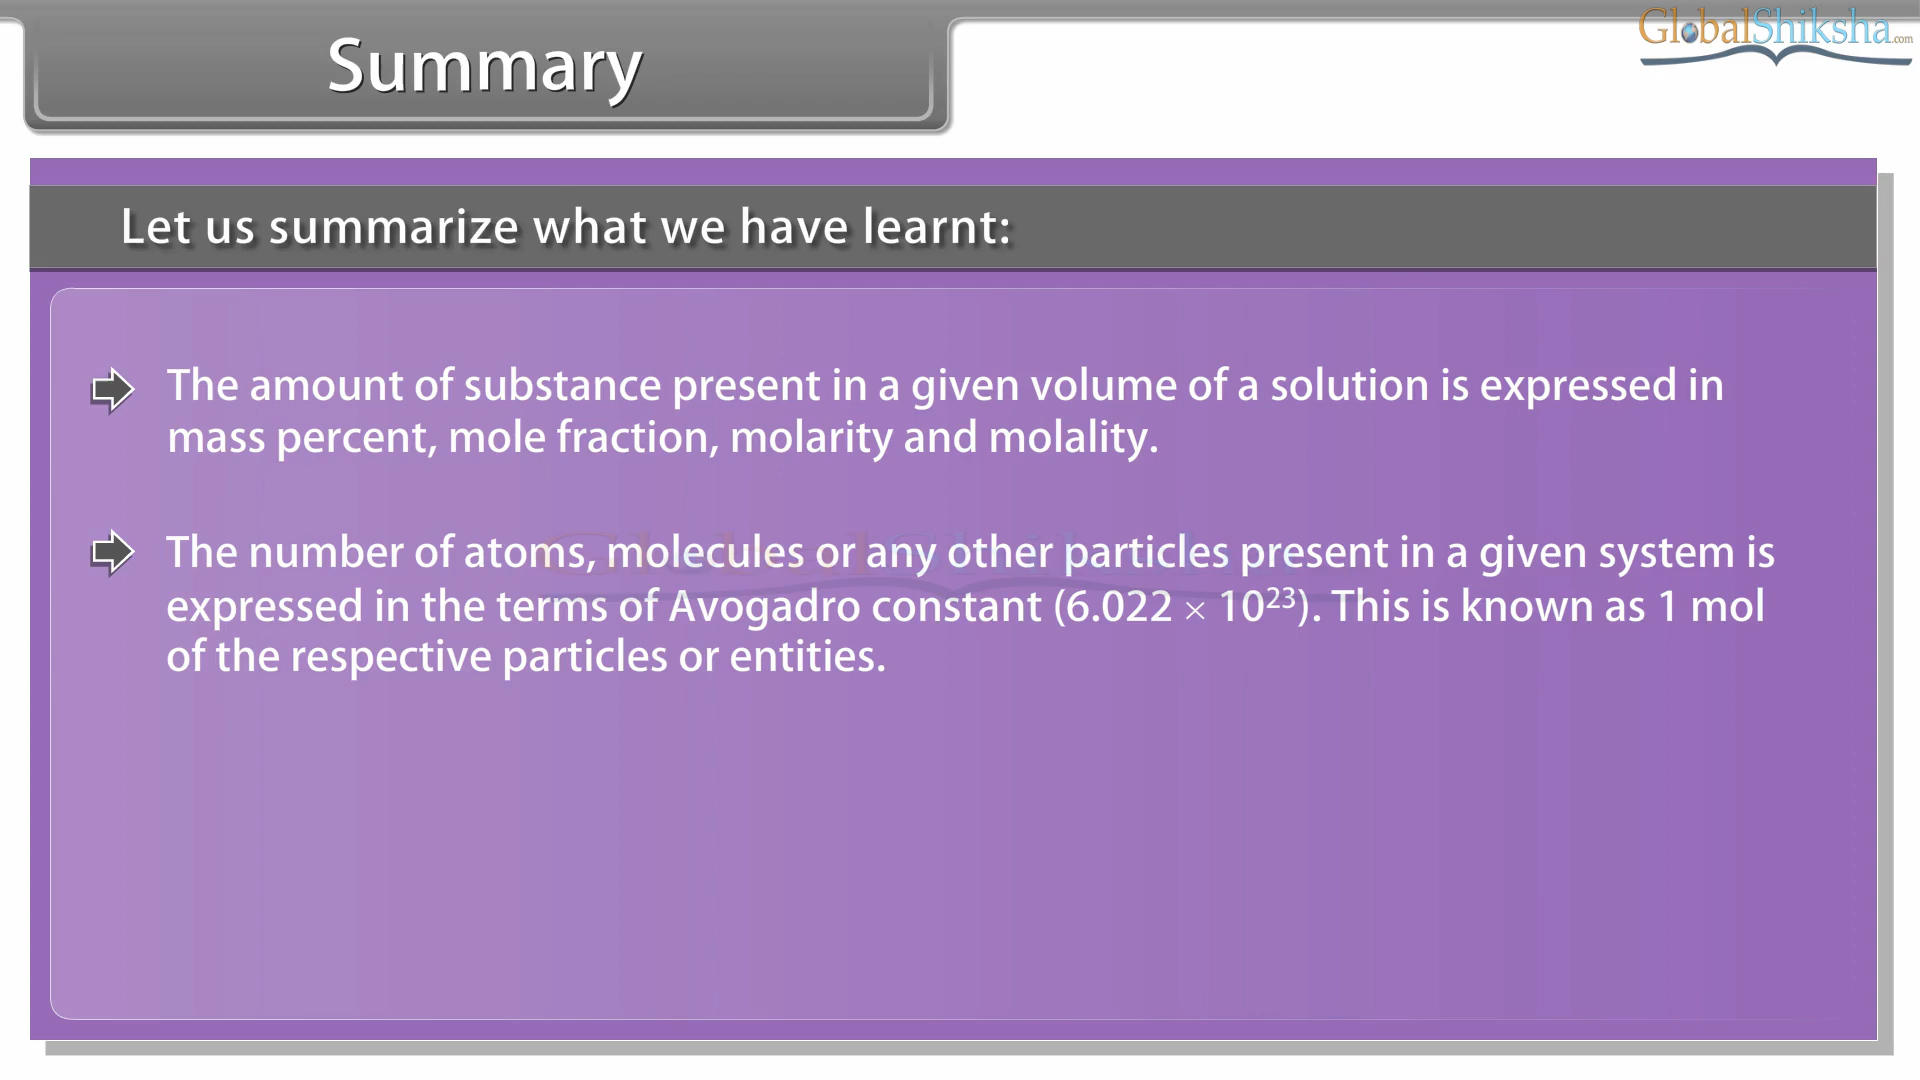 Summary
GlobalShiksha.com
Let us summarize what we have learnt:
The amount of substance present in a given volume of a solution is expressed in
mass percent, mole fraction, molarity and molality.
The number of atoms, molecules or any other particles present in a given system is
expressed in the terms of Avogadro constant (6.022 × 10²³). This is known as 1 mol
of the respective particles or entities.